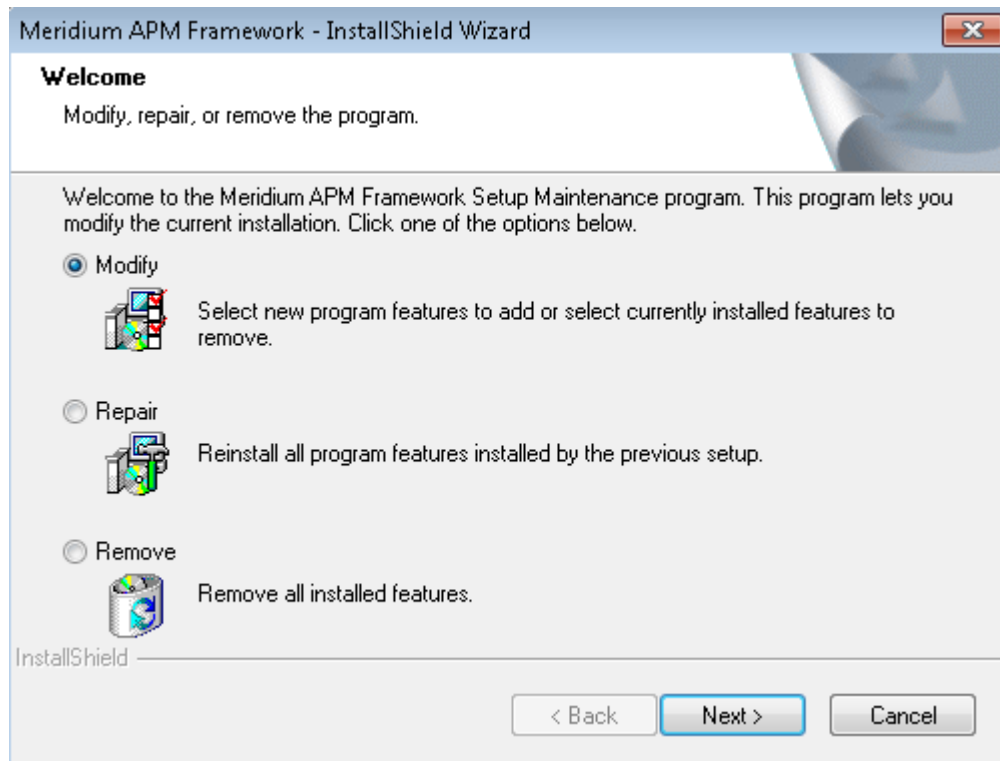 Meridium APM Framework - InstallShield Wizard
Welcome
Modify, repair, or remove the program.
Welcome to the Meridium APM Framework Setup Maintenance program. This program lets you
modify the current installation. Click one of the options below.
Modify
Select new program features to add or select currently installed features to
remove.
Repair
Reinstall all program features installed by the previous setup.
Remove
Remove all installed features.
InstallShield
< Back
Next >
Cancel